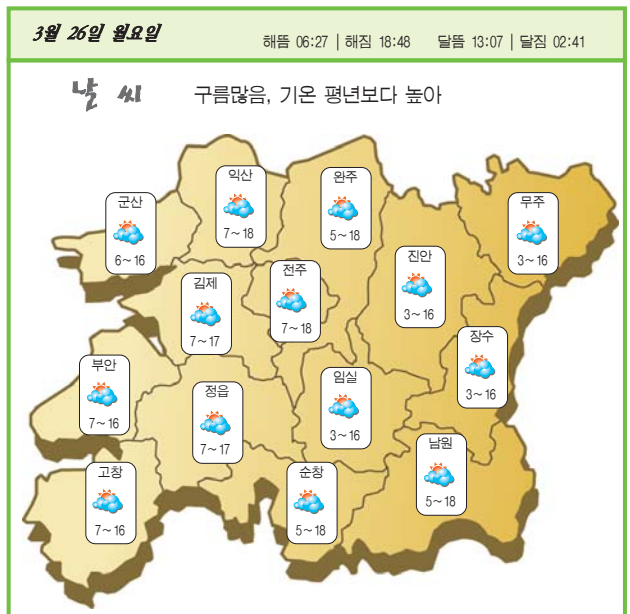 3월 26일 월요일
해뜸 06:27 | 해짐 18:48 달뜸 13:07 | 달짐 02:41
날 씨 구름많음, 기온 평년보다 높아
군산
6~16
익산
7~18
완주
5~18
무주
3~16
김제
7~17
전주
7~18
진안
3~16
장수
3~16
부안
7~16
정읍
7~17
임실
3~16
남원
5~18
고창
7~16
순창
5~18